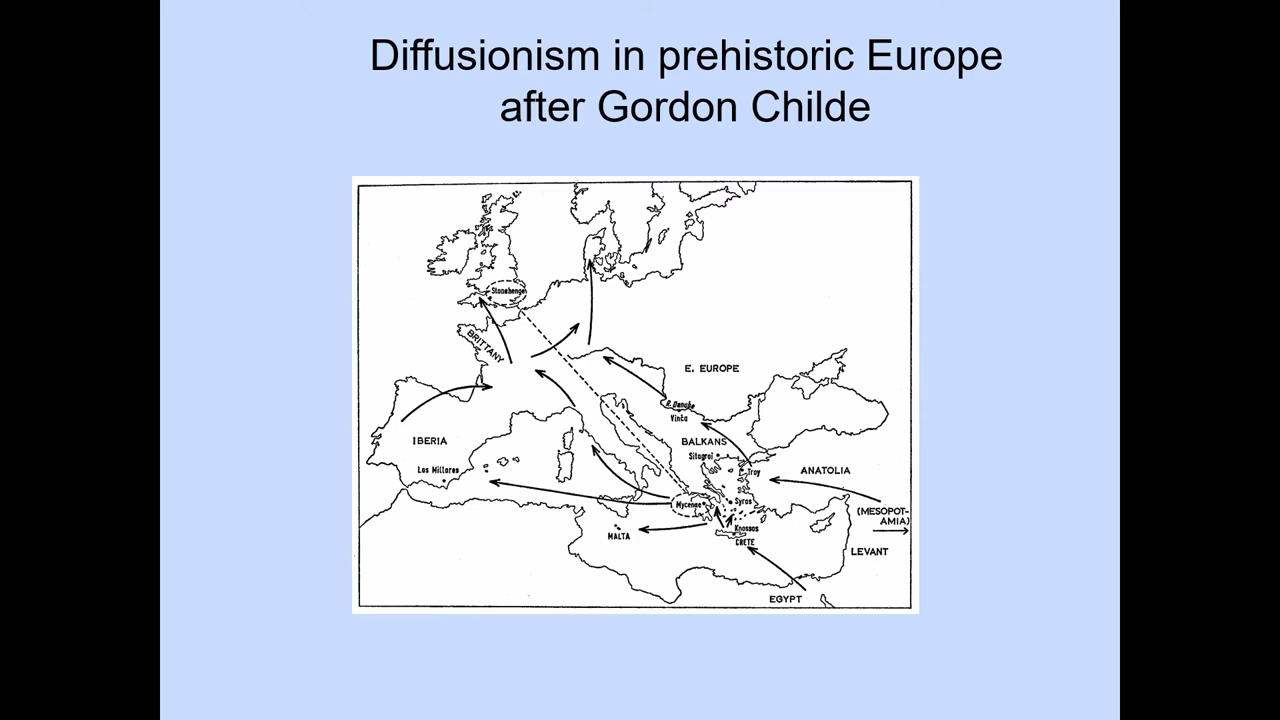 Diffusionism in prehistoric Europe
after Gordon Childe
Stonehenge
BRITTANY
E. EUROPE
R. Danube
Vinča
IBERIA
BALKANS
Sitagroi
Los Millares
Troy
ANATOLIA
Mycenae
Syros
(MESOPOT-
AMIA)
Knossos
MALTA
CRETE
LEVANT
EGYPT